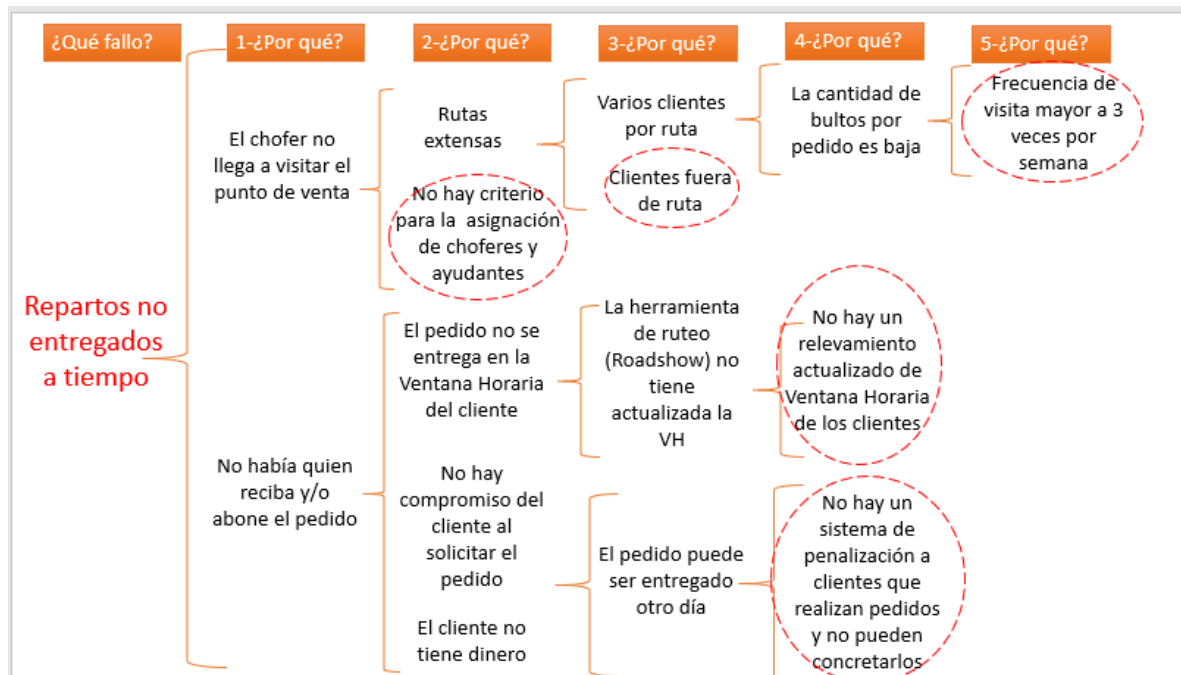 ¿Qué fallo?
1-¿Por qué?
2-¿Por qué?
3-¿Por qué?
4-¿Por qué?
5-¿Por qué?
Repartos no
entregados
a tiempo
El chofer no
llega a visitar el
punto de venta
Rutas
extensas
No hay criterio
para la asignación
de choferes y
ayudantes
Varios clientes
por ruta
Clientes fuera
de ruta
La cantidad de
bultos por
pedido es baja
Frecuencia de
visita mayor a 3
veces por
semana
No había quien
reciba y/o
abone el pedido
El pedido no se
entrega en la
Ventana Horaria
del cliente
La herramienta
de ruteo
(Roadshow) no
tiene
actualizada la
VH
No hay un
relevamiento
actualizado de
Ventana Horaria
de los clientes
No hay
compromiso del
cliente al
solicitar el
pedido
El cliente no
tiene dinero
El pedido puede
ser entregado
otro día
No hay un
sistema de
penalización a
clientes que
realizan pedidos
y no pueden
concretarlos